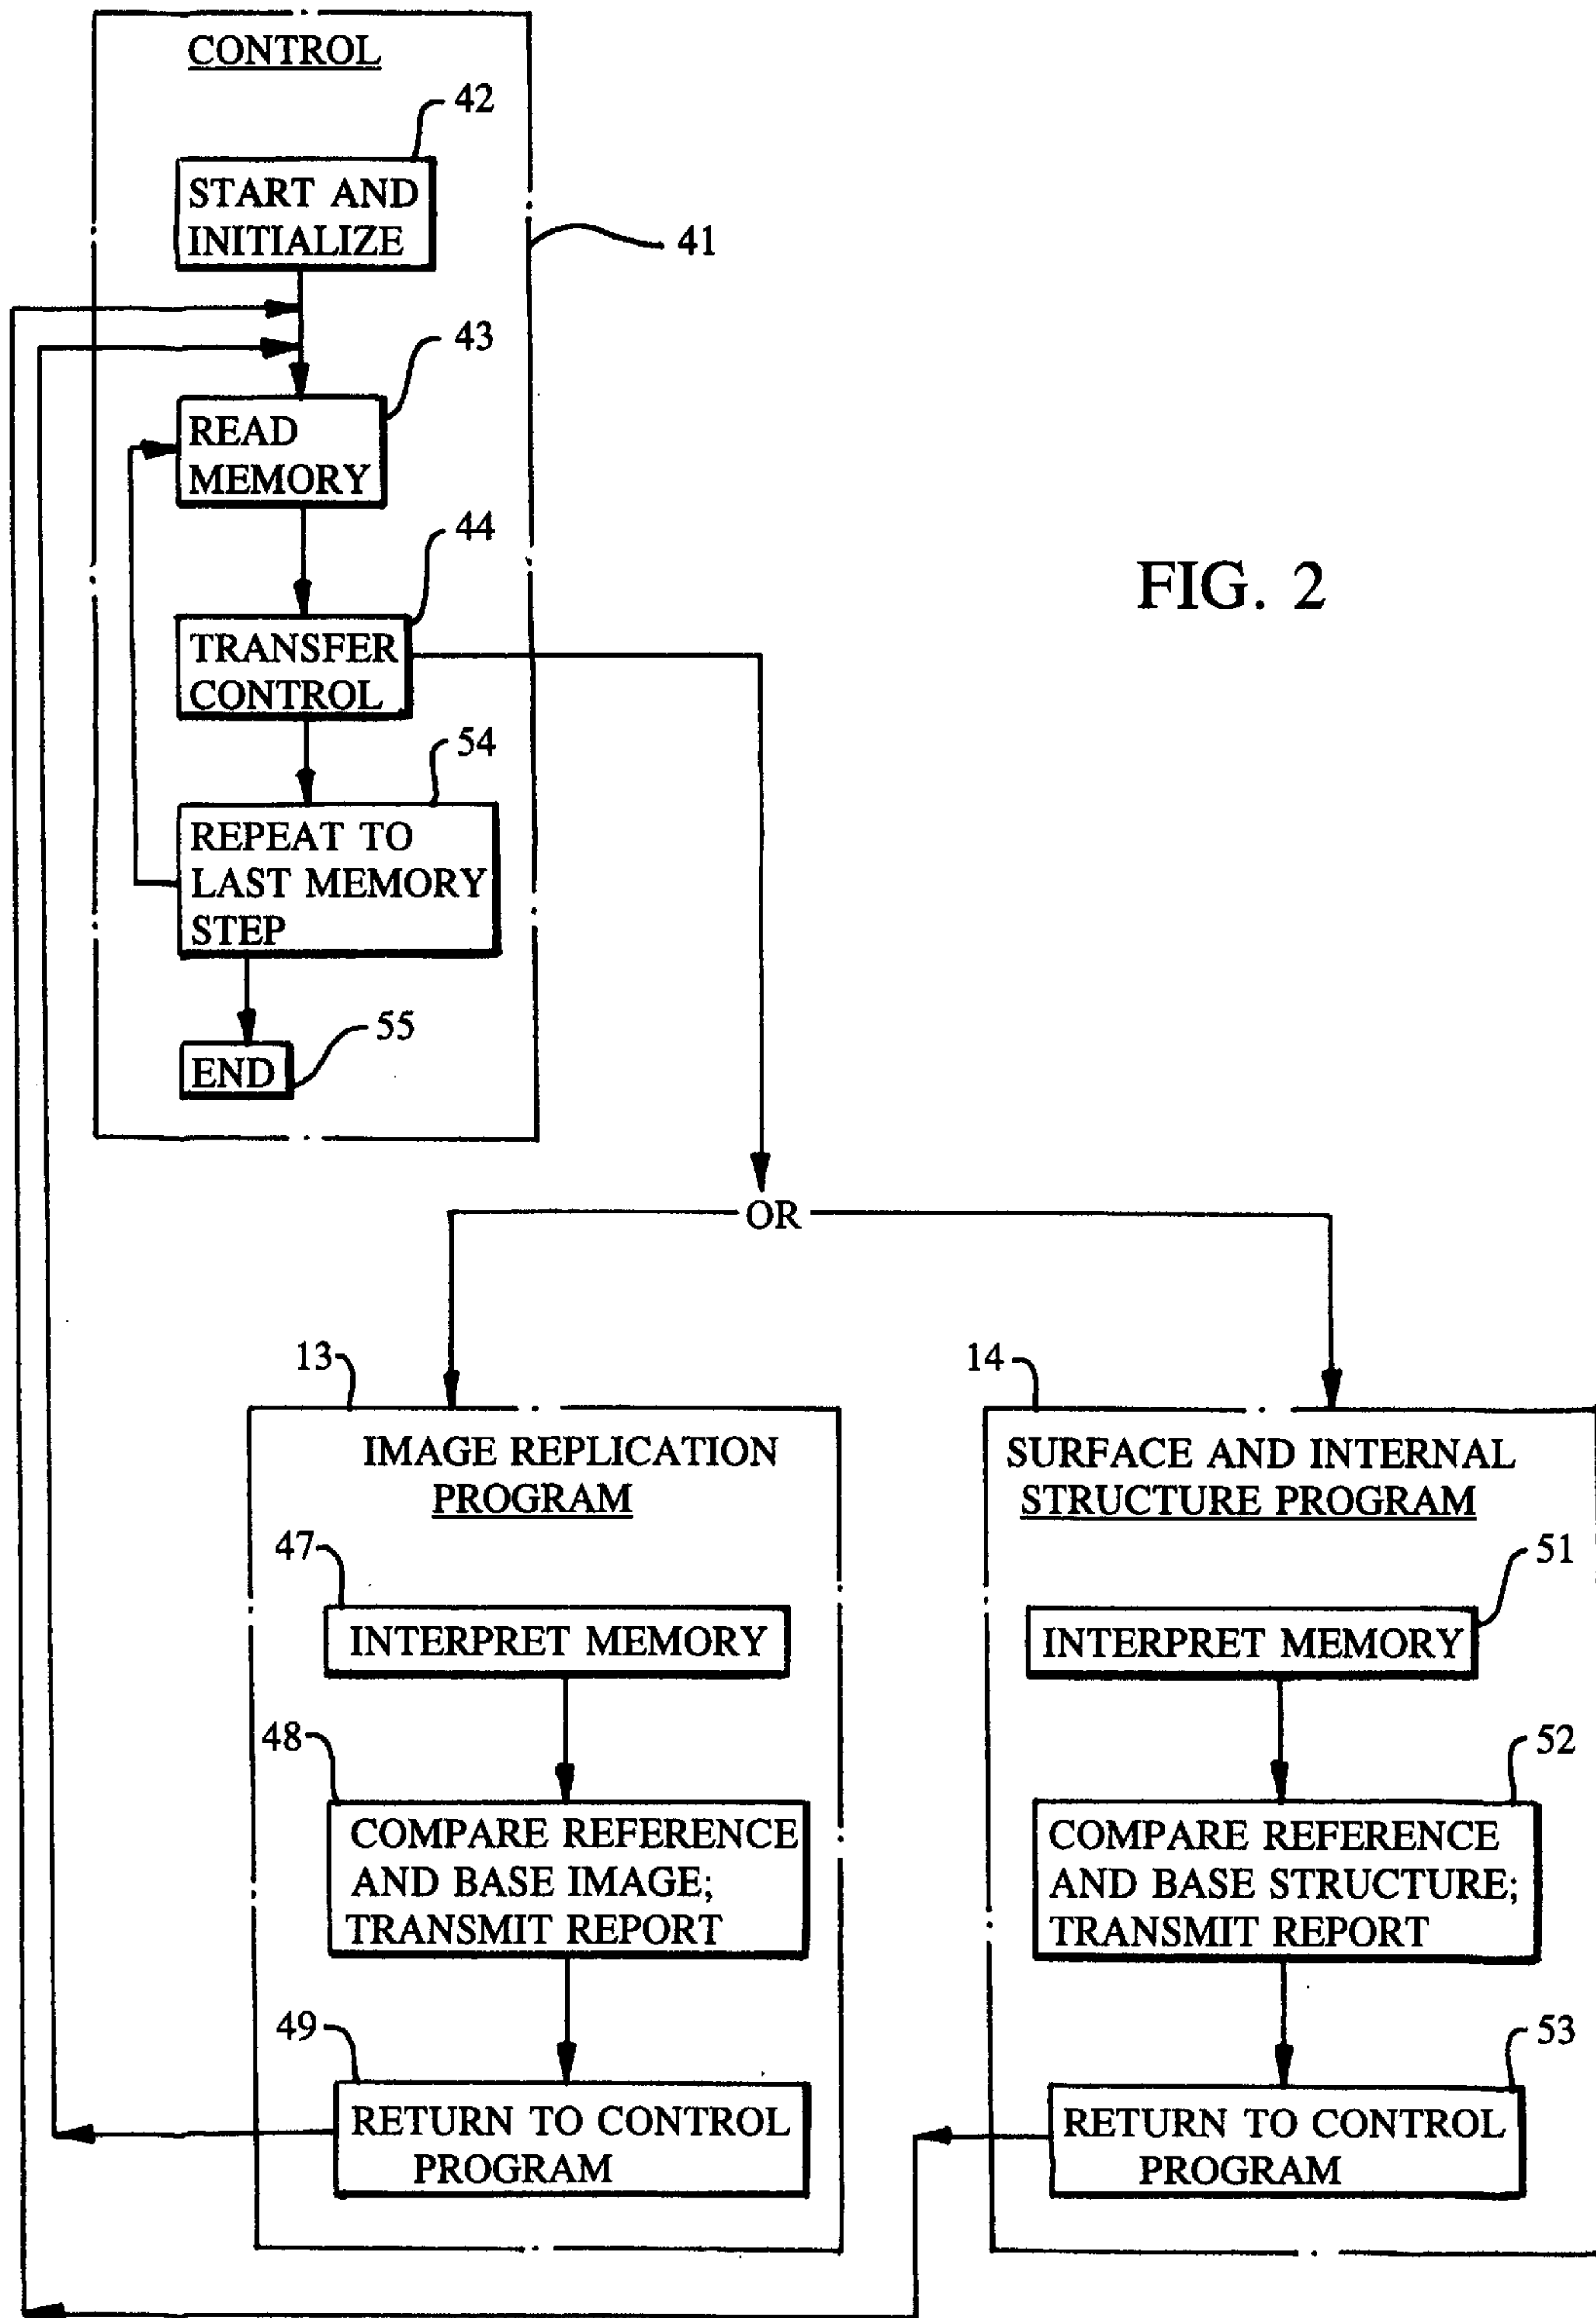 CONTROL
42
START AND
INITIALIZE
41
43
READ
MEMORY
44
TRANSFER
CONTROL
54
REPEAT TO
LAST MEMORY
STEP
55
END
FIG. 2
OR
13
IMAGE REPLICATION
PROGRAM
47
INTERPRET MEMORY
48
COMPARE REFERENCE
AND BASE IMAGE;
TRANSMIT REPORT
49
RETURN TO CONTROL
PROGRAM
14
SURFACE AND INTERNAL
STRUCTURE PROGRAM
51
INTERPRET MEMORY
52
COMPARE REFERENCE
AND BASE STRUCTURE;
TRANSMIT REPORT
53
RETURN TO CONTROL
PROGRAM